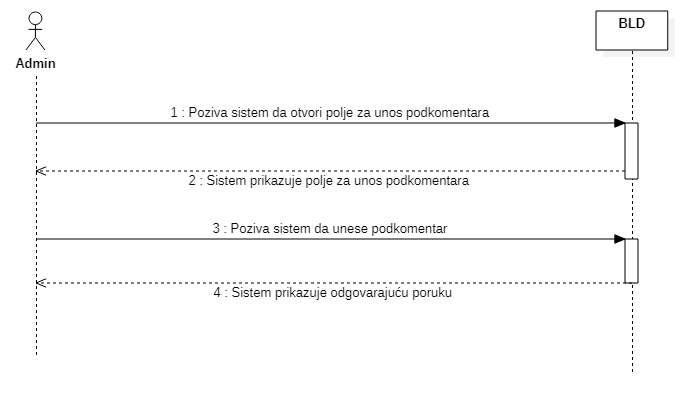 BLD
Admin
1 : Poziva sistem da otvori polje za unos podkomentara
2 : Sistem prikazuje polje za unos podkomentara
3 : Poziva sistem da unese podkomentar
4 : Sistem prikazuje odgovarajuću poruku